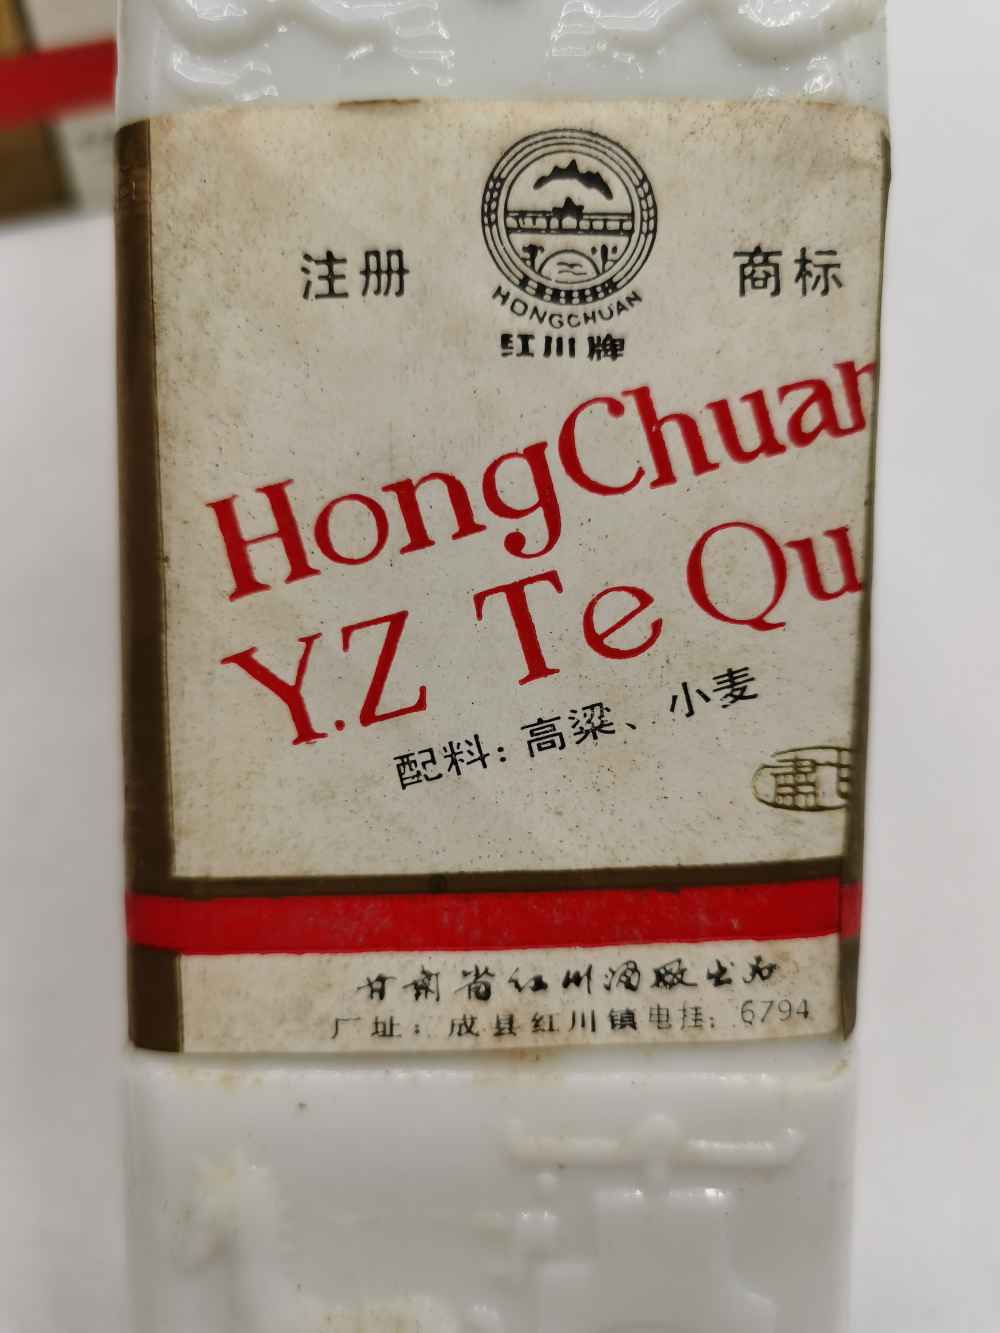 注册 商标
HONGCHUAN
红川牌
HongChuan
Y.Z Te Qu
配料：高粱、小麦
甘肃省红川酒厂出品
厂址：成县红川镇电挂：6794